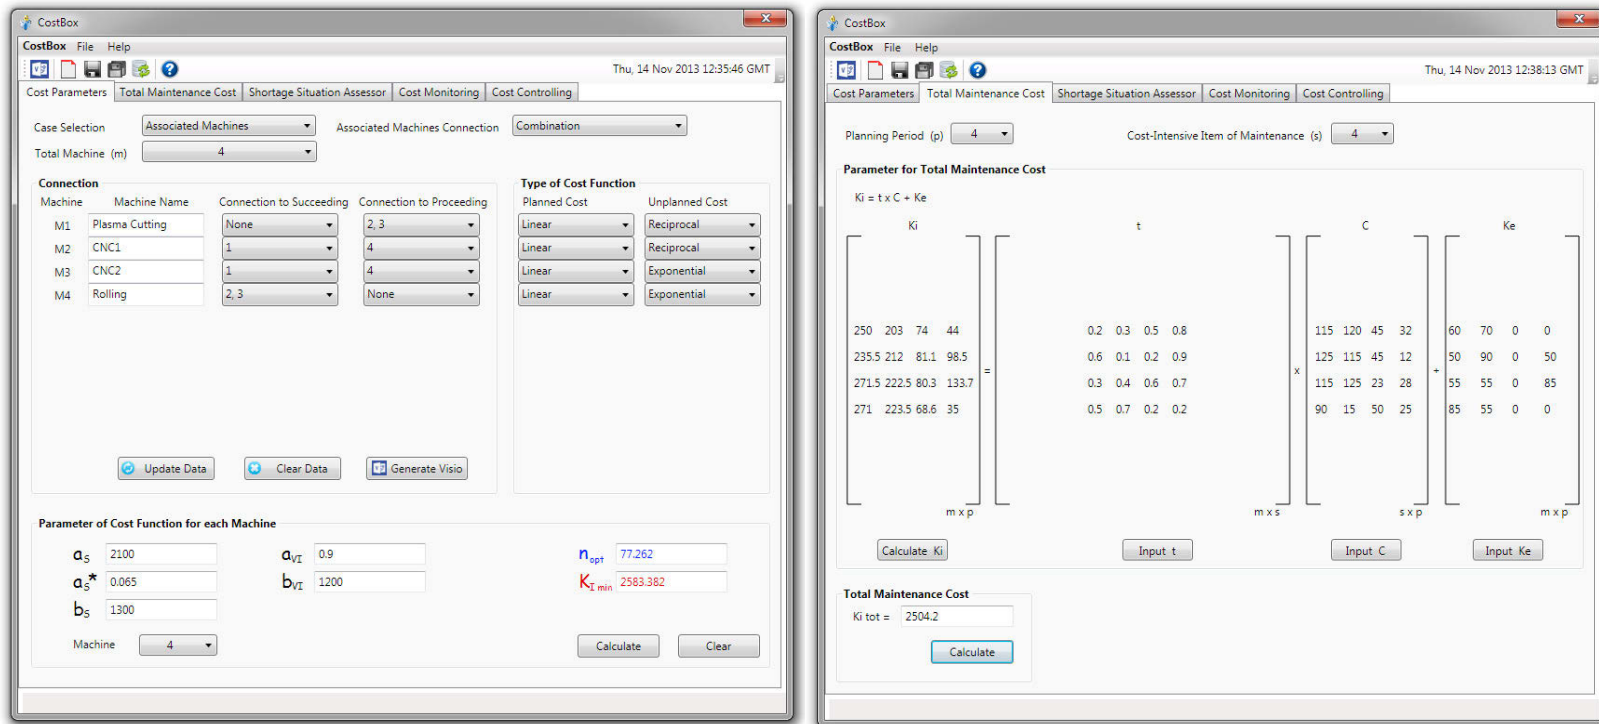 CostBox
CostBox File Help
Thu, 14 Nov 2013 12:35:46 GMT
Cost Parameters Total Maintenance Cost Shortage Situation Assessor Cost Monitoring Cost Controlling
Case Selection Associated Machines Associated Machines Connection Combination
Total Machine (m) 4
Connection
Machine Machine Name Connection to Succeeding Connection to Proceeding
M1 Plasma Cutting None 2, 3
M2 CNC1 1 4
M3 CNC2 1 4
M4 Rolling 2, 3 None
Type of Cost Function
Planned Cost Unplanned Cost
Linear Reciprocal
Linear Reciprocal
Linear Exponential
Linear Exponential
Update Data Clear Data Generate Visio
Parameter of Cost Function for each Machine
aS 2100 aVI 0.9 nopt 77.262
aS* 0.065 bVI 1200 KI min 2583.382
bS 1300
Machine 4 Calculate Clear
CostBox
CostBox File Help
Thu, 14 Nov 2013 12:38:13 GMT
Cost Parameters Total Maintenance Cost Shortage Situation Assessor Cost Monitoring Cost Controlling
Planning Period (p) 4 Cost-Intensive Item of Maintenance (s) 4
Parameter for Total Maintenance Cost
Ki = t x C + Ke
Ki t C Ke
250 203 74 44 0.2 0.3 0.5 0.8 115 120 45 32 60 70 0 0
235.5 212 81.1 98.5 0.6 0.1 0.2 0.9 125 115 45 12 50 90 0 50
= x +
271.5 222.5 80.3 133.7 0.3 0.4 0.6 0.7 115 125 23 28 55 55 0 85
271 223.5 68.6 35 0.5 0.7 0.2 0.2 90 15 50 25 85 55 0 0
m x p m x s s x p m x p
Calculate Ki Input t Input C Input Ke
Total Maintenance Cost
Ki tot = 2504.2
Calculate